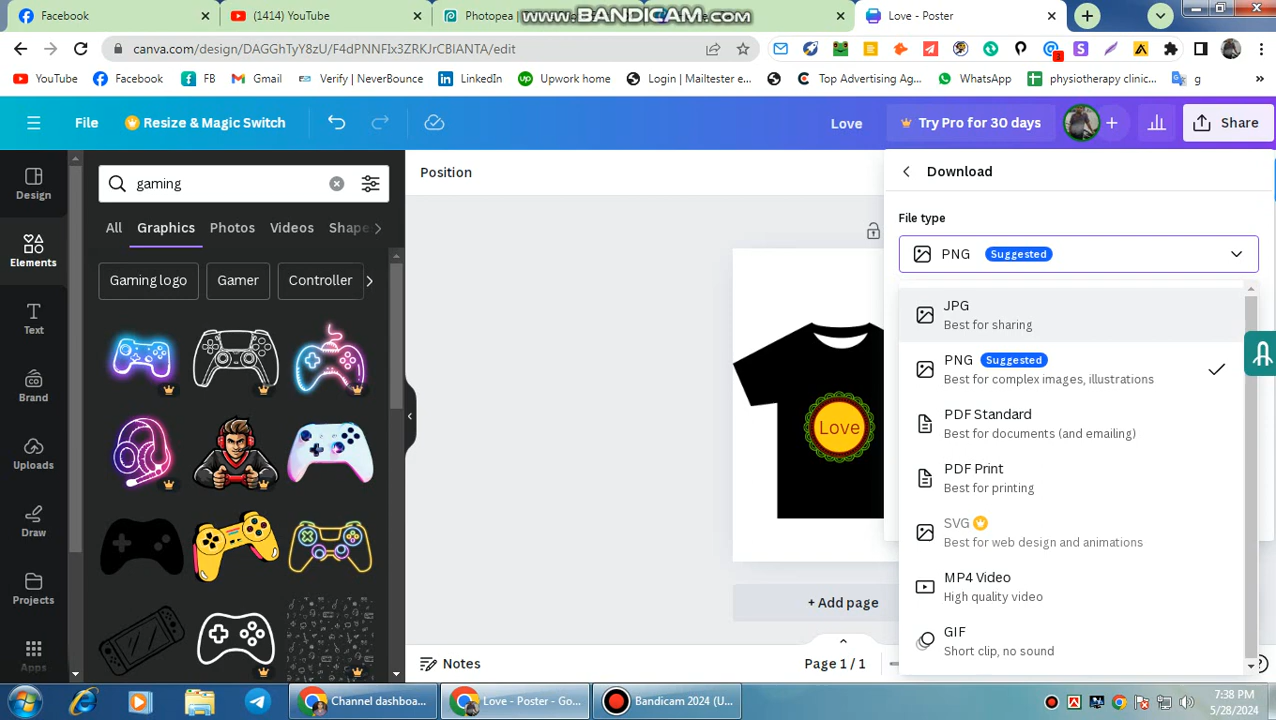 Facebook
(1414) YouTube
Photopea
www.BANDICAM.com
Love - Poster
canva.com/design/DAGGhTyY8zU/F4dPNNFIx3ZRKJrCBIANTA/edit
3
YouTube
Facebook
FB
Gmail
Verify | NeverBounce
LinkedIn
Upwork home
Login | Mailtester e...
Top Advertising Ag...
WhatsApp
physiotherapy clinic...
g
File
Resize & Magic Switch
Love
Try Pro for 30 days
Share
Design
Elements
Text
Brand
Uploads
Draw
Projects
Apps
gaming
All
Graphics
Photos
Videos
Shape
Gaming logo
Gamer
Controller
Position
Love
+ Add page
Notes
Page 1 / 1
Download
File type
PNG Suggested
JPG
Best for sharing
PNG Suggested
Best for complex images, illustrations
PDF Standard
Best for documents (and emailing)
PDF Print
Best for printing
SVG
Best for web design and animations
MP4 Video
High quality video
GIF
Short clip, no sound
Channel dashboa...
Love - Poster - Go...
Bandicam 2024 (U...
7:38 PM
5/28/2024